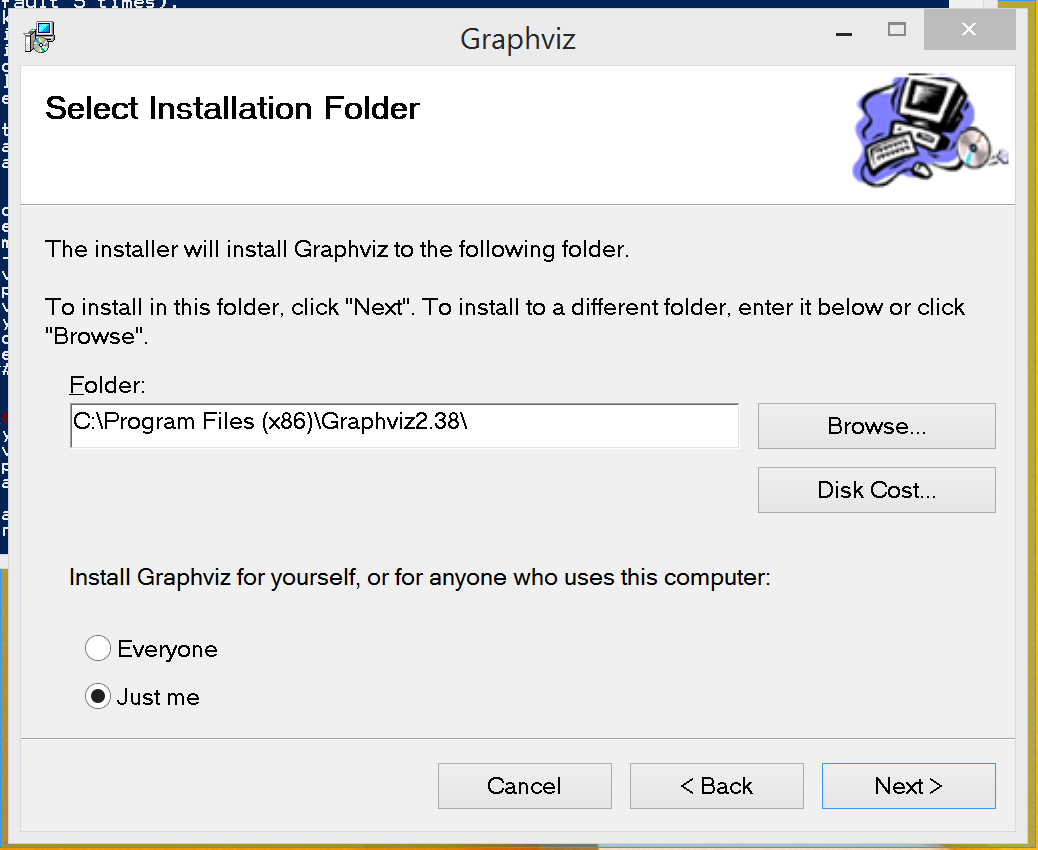 fault 5 times).
Graphviz
Select Installation Folder
The installer will install Graphviz to the following folder.
To install in this folder, click "Next". To install to a different folder, enter it below or click
"Browse".
Folder:
C:\Program Files (x86)\Graphviz2.38\
Browse...
Disk Cost...
Install Graphviz for yourself, or for anyone who uses this computer:
Everyone
Just me
Cancel
< Back
Next >